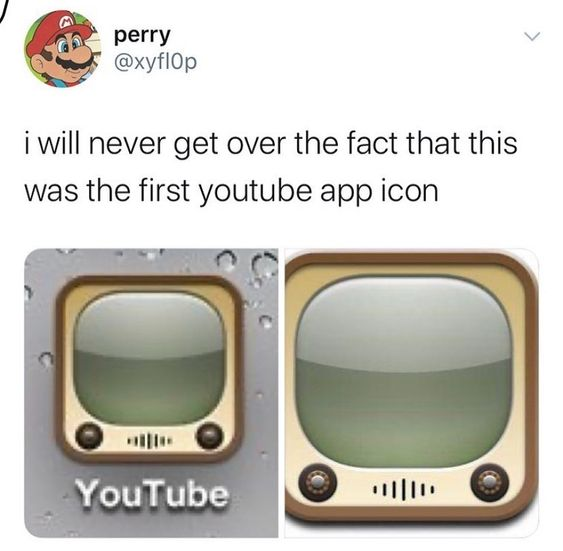 perry
@xyfl0p
i will never get over the fact that this
was the first youtube app icon
YouTube